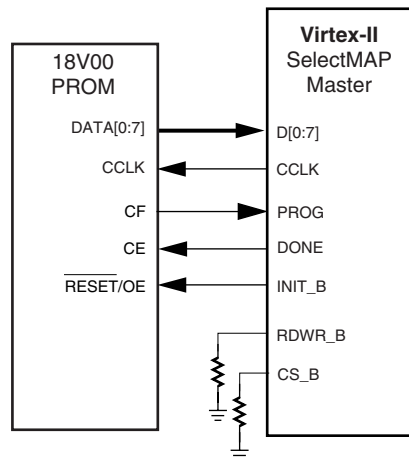 18V00
PROM
DATA[0:7]
CCLK
CF
CE
RESET/OE
Virtex-II
SelectMAP
Master
D[0:7]
CCLK
PROG
DONE
INIT_B
RDWR_B
CS_B